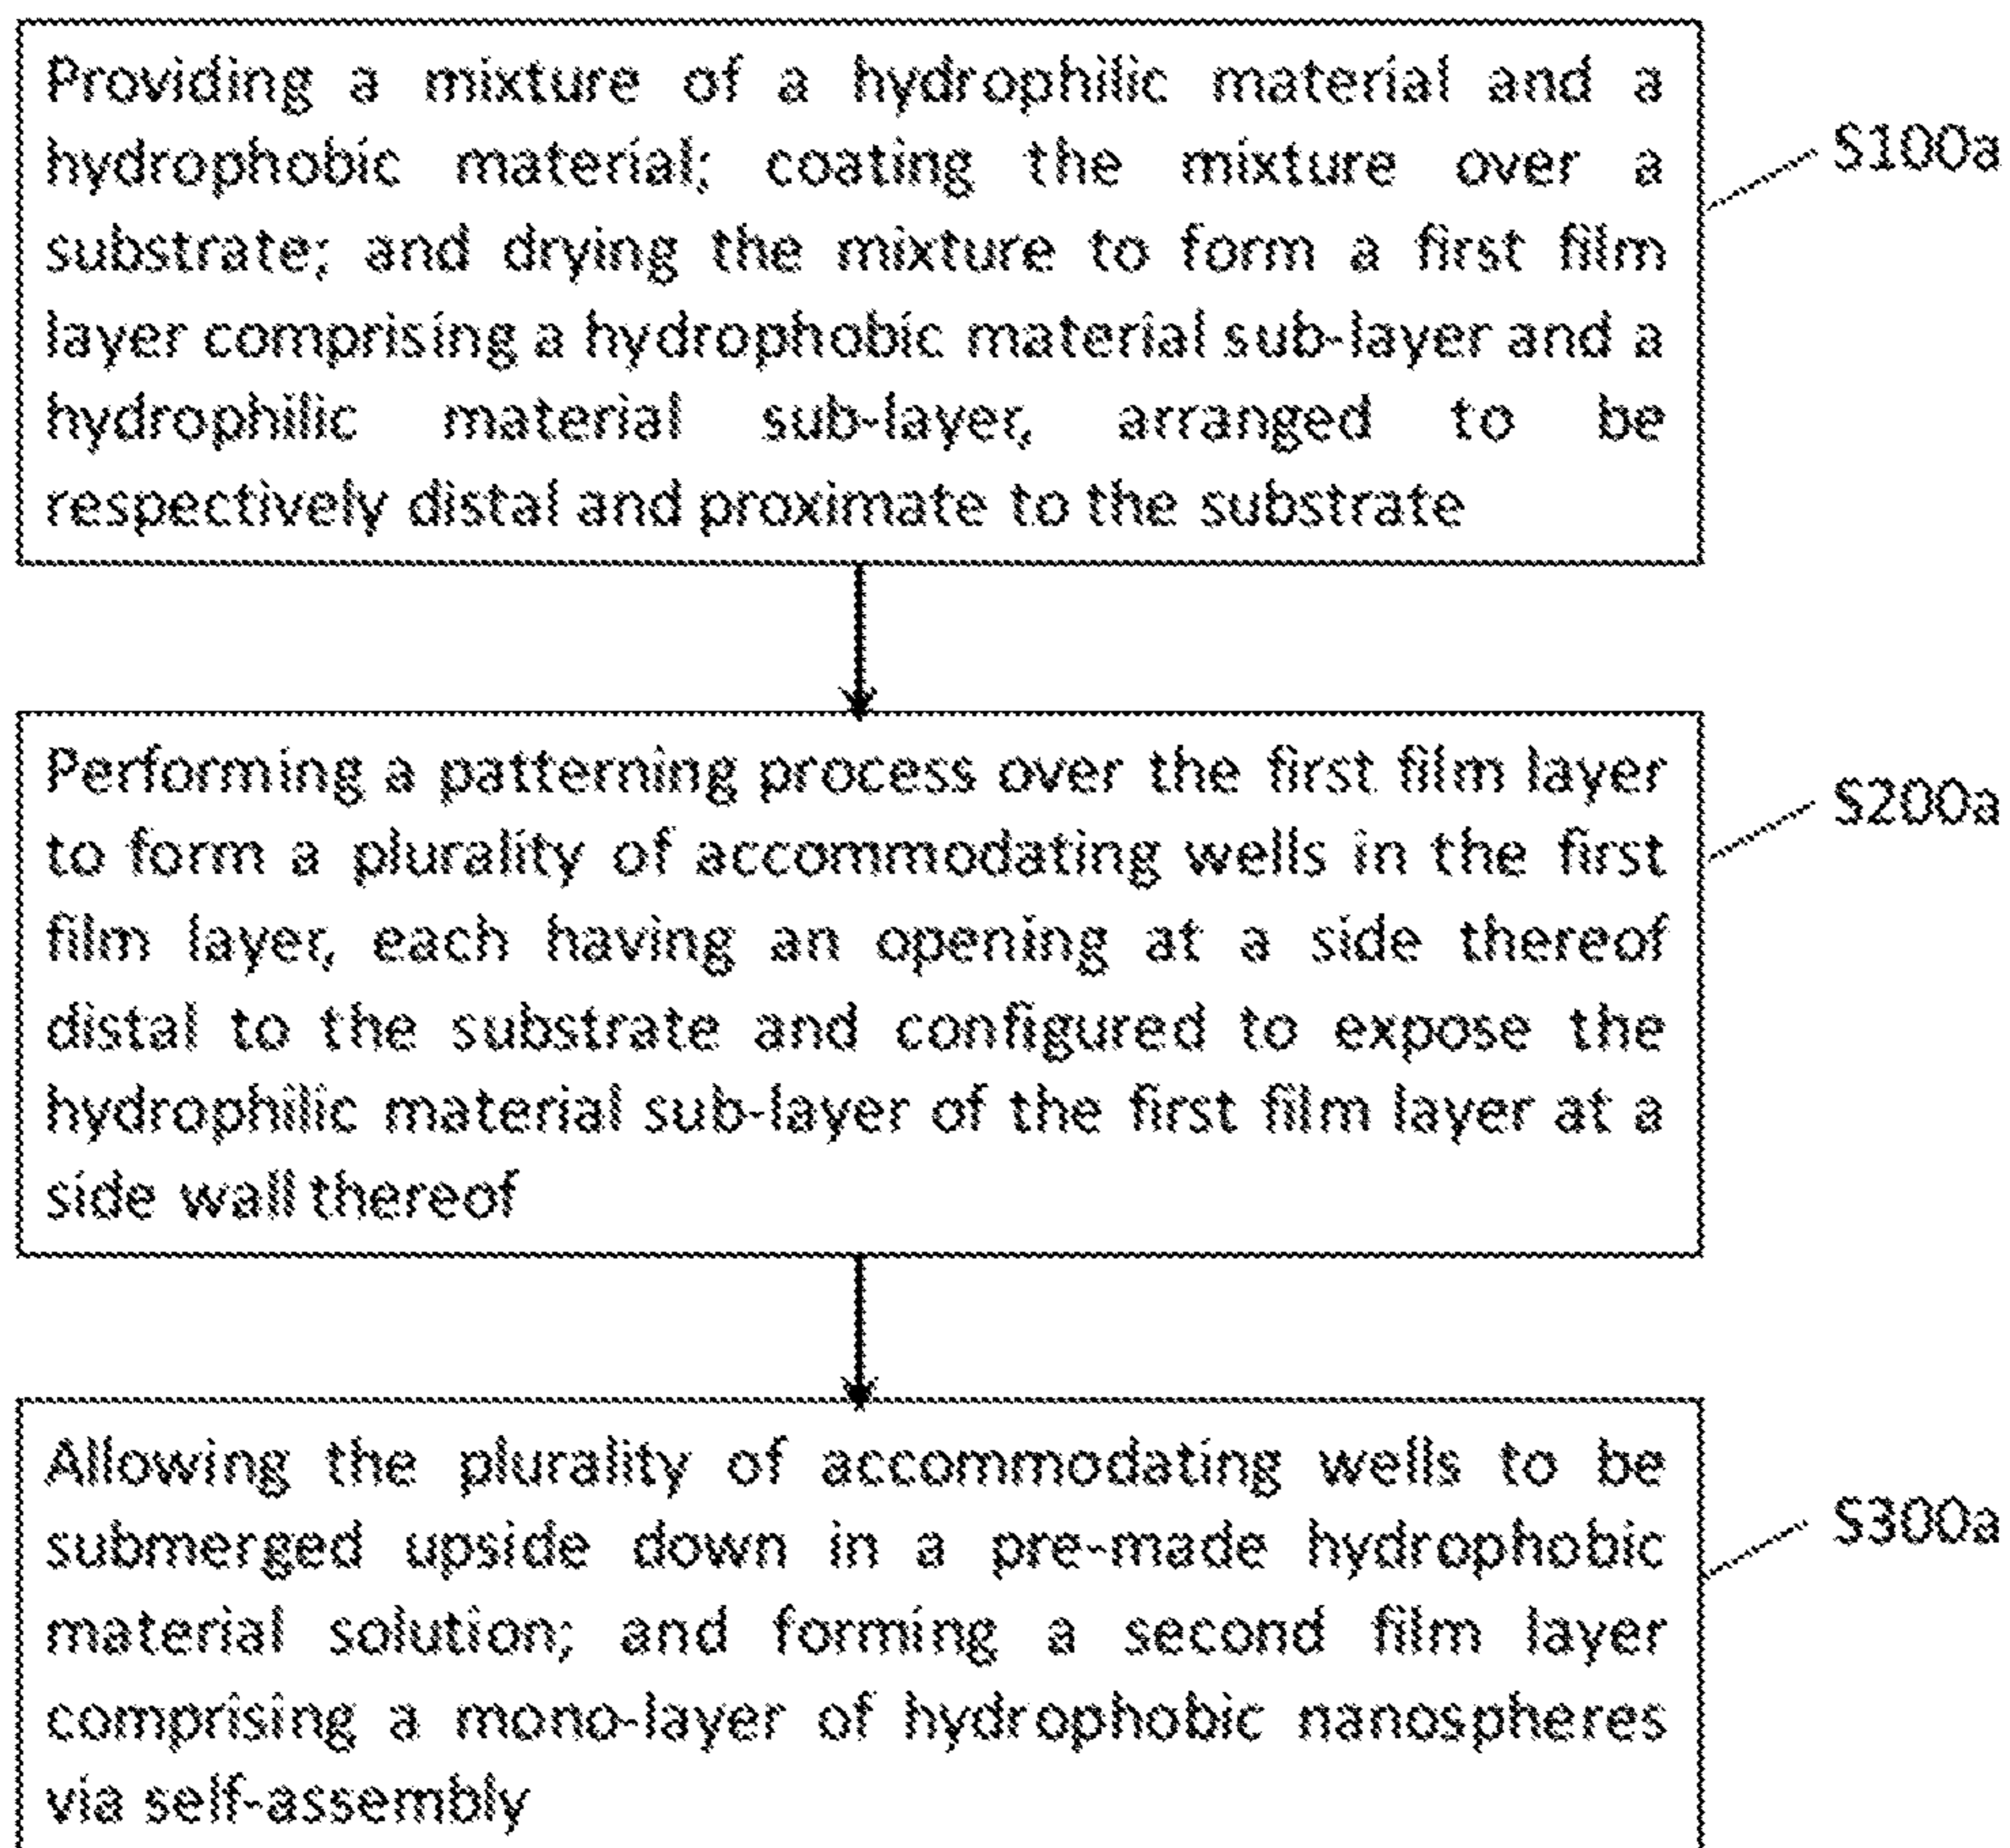 Providing a mixture of a hydrophilic material and a
hydrophobic material; coating the mixture over a
substrate; and drying the mixture to form a first film
layer comprising a hydrophobic material sub-layer and a
hydrophilic material sub-layer, arranged to be
respectively distal and proximate to the substrate
S100a
Performing a patterning process over the first film layer
to form a plurality of accommodating wells in the first
film layer, each having an opening at a side thereof
distal to the substrate and configured to expose the
hydrophilic material sub-layer of the first film layer at a
side wall thereof
S200a
Allowing the plurality of accommodating wells to be
submerged upside down in a pre-made hydrophobic
material solution; and forming a second film layer
comprising a mono-layer of hydrophobic nanospheres
via self-assembly
S300a